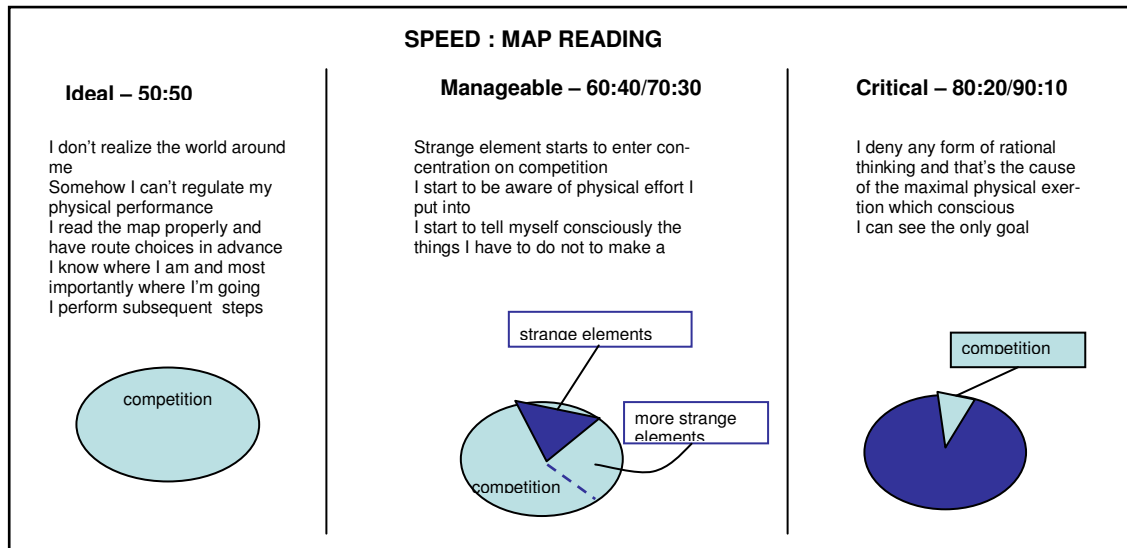 SPEED : MAP READING
Ideal – 50:50
I don't realize the world around
me
Somehow I can't regulate my
physical performance
I read the map properly and
have route choices in advance
I know where I am and most
importantly where I'm going
I perform subsequent steps
competition
Manageable – 60:40/70:30
Strange element starts to enter con-
centration on competition
I start to be aware of physical effort I
put into
I start to tell myself consciously the
things I have to do not to make a
strange elements
more strange
elements
competition
Critical – 80:20/90:10
I deny any form of rational
thinking and that's the cause
of the maximal physical exer-
tion which conscious
I can see the only goal
competition